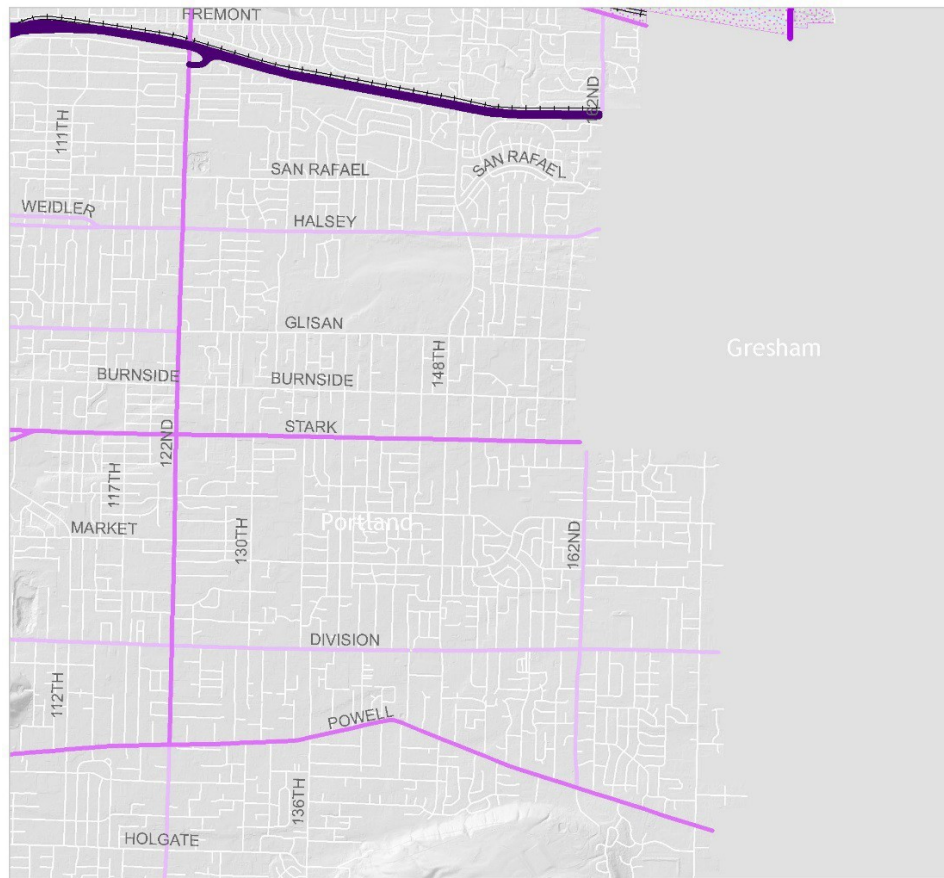 FREMONT
162ND
111TH
SAN RAFAEL
SAN RAFAEL
WEIDLER
HALSEY
GLISAN
148TH
Gresham
BURNSIDE
BURNSIDE
STARK
122ND
117TH
MARKET
130TH
Portland
162ND
DIVISION
112TH
POWELL
136TH
HOLGATE